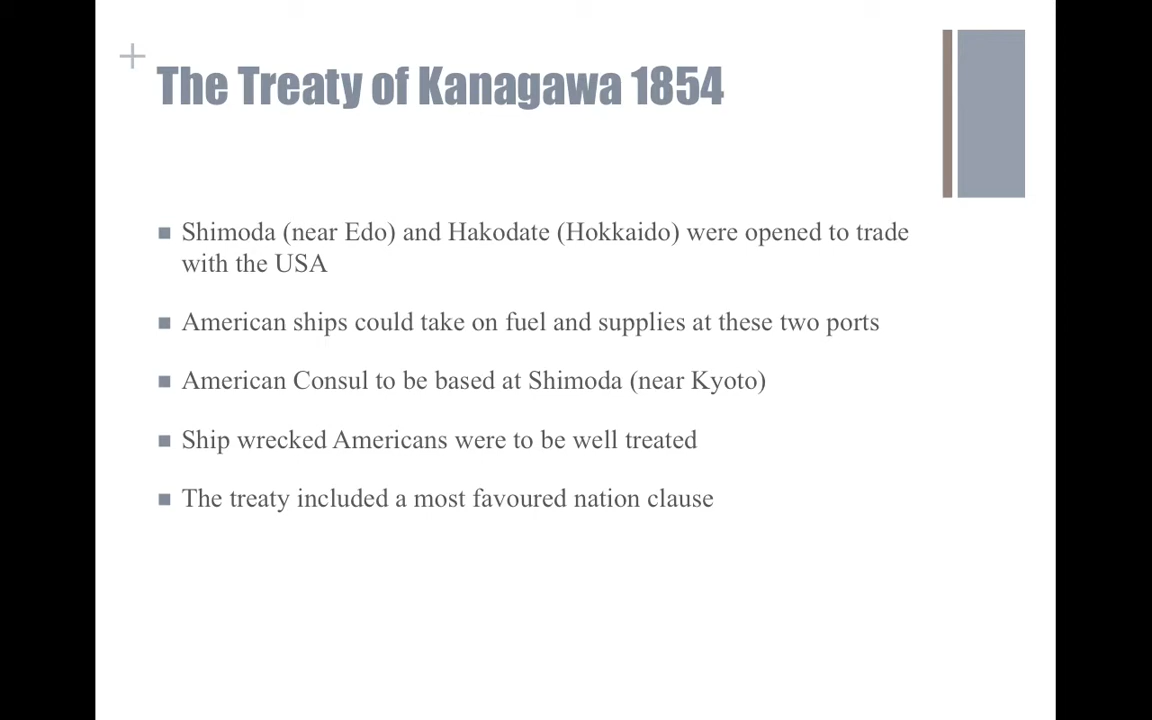 The Treaty of Kanagawa 1854
Shimoda (near Edo) and Hakodate (Hokkaido) were opened to trade
with the USA
American ships could take on fuel and supplies at these two ports
American Consul to be based at Shimoda (near Kyoto)
Ship wrecked Americans were to be well treated
The treaty included a most favoured nation clause